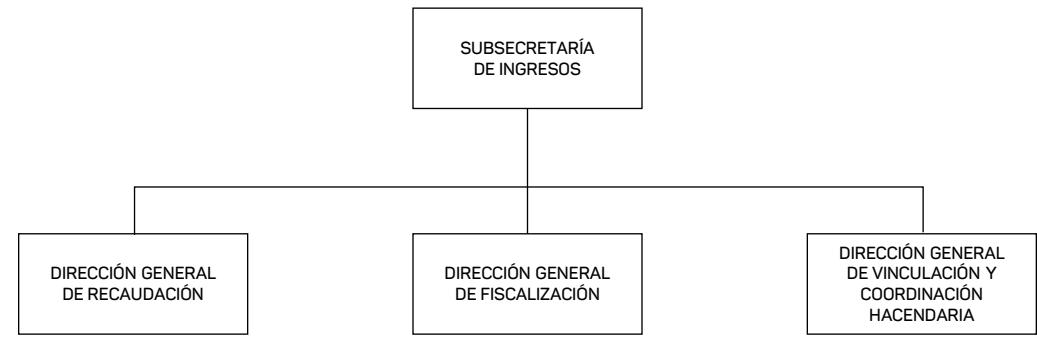 SUBSECRETARÍA
DE INGRESOS
DIRECCIÓN GENERAL
DE RECAUDACIÓN
DIRECCIÓN GENERAL
DE FISCALIZACIÓN
DIRECCIÓN GENERAL
DE VINCULACIÓN Y
COORDINACIÓN
HACENDARIA